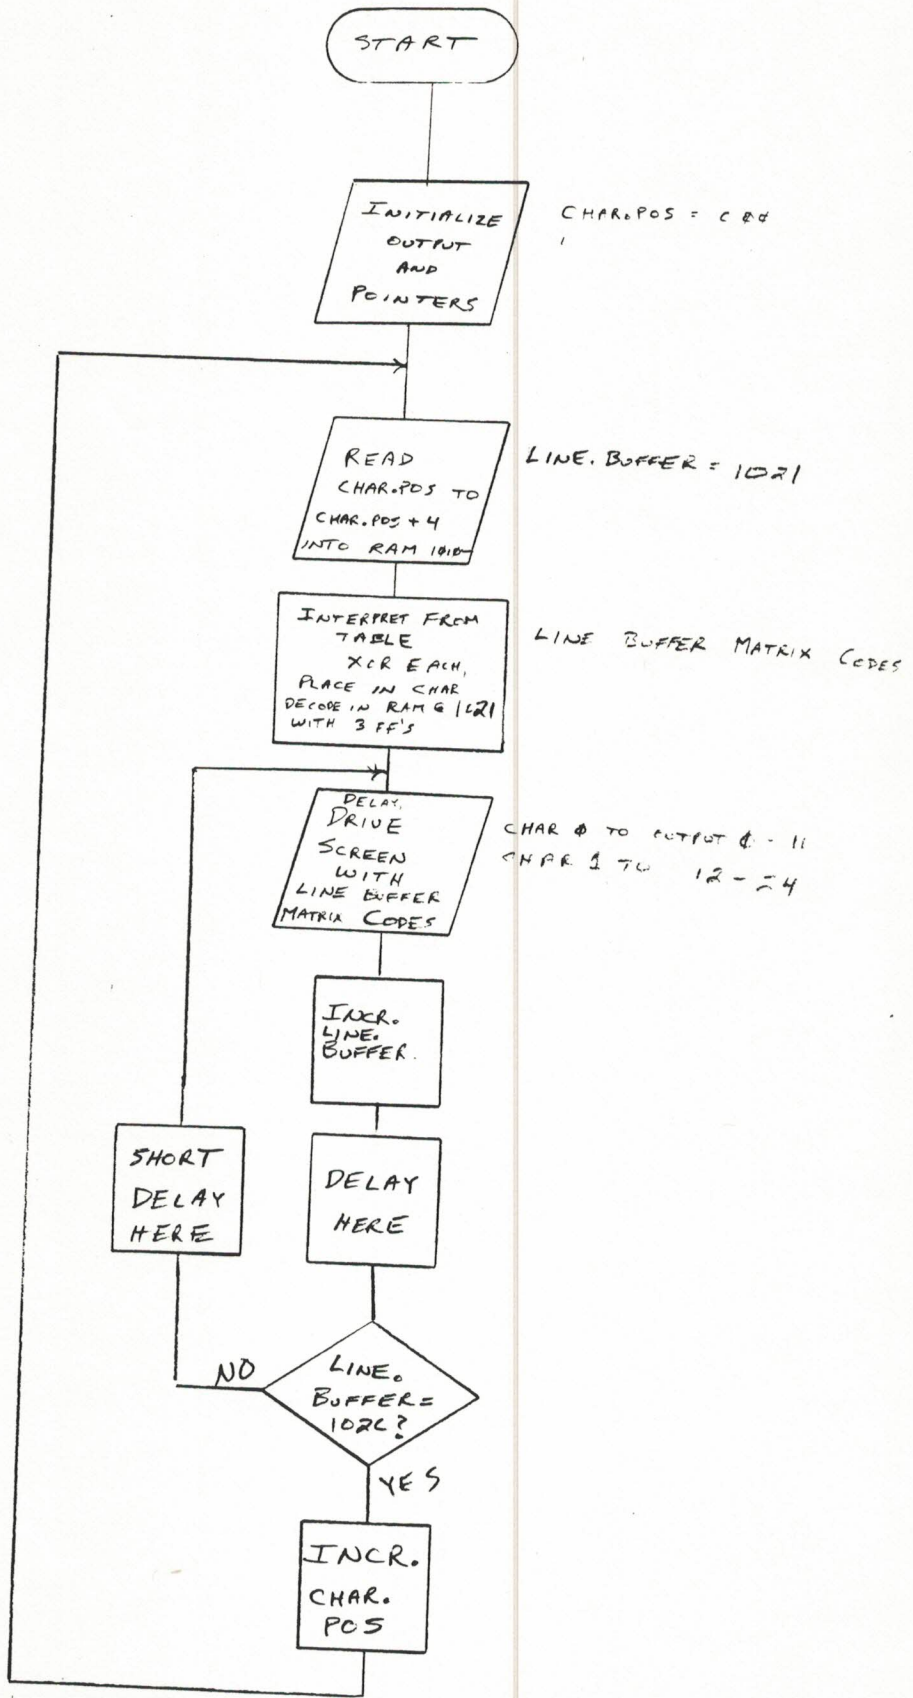 START
INITIALIZE
OUTPUT
AND
POINTERS
CHAR.POS = C00
READ
CHAR.POS TO
CHAR.POS + 4
INTO RAM
LINE.BUFFER = 1021
INTERPRET FROM
TABLE
XOR EACH,
PLACE IN CHAR
DECODE IN RAM @ 1021
WITH 3 FF'S
LINE BUFFER MATRIX CODES
DELAY,
DRIVE
SCREEN
WITH
LINE BUFFER
MATRIX CODES
CHAR 0 TO OUTPUT 0 - 11
CHAR 1 TO 12 - 24
INCR.
LINE.
BUFFER.
SHORT
DELAY
HERE
DELAY
HERE
NO
LINE.
BUFFER =
102C?
YES
INCR.
CHAR.
POS